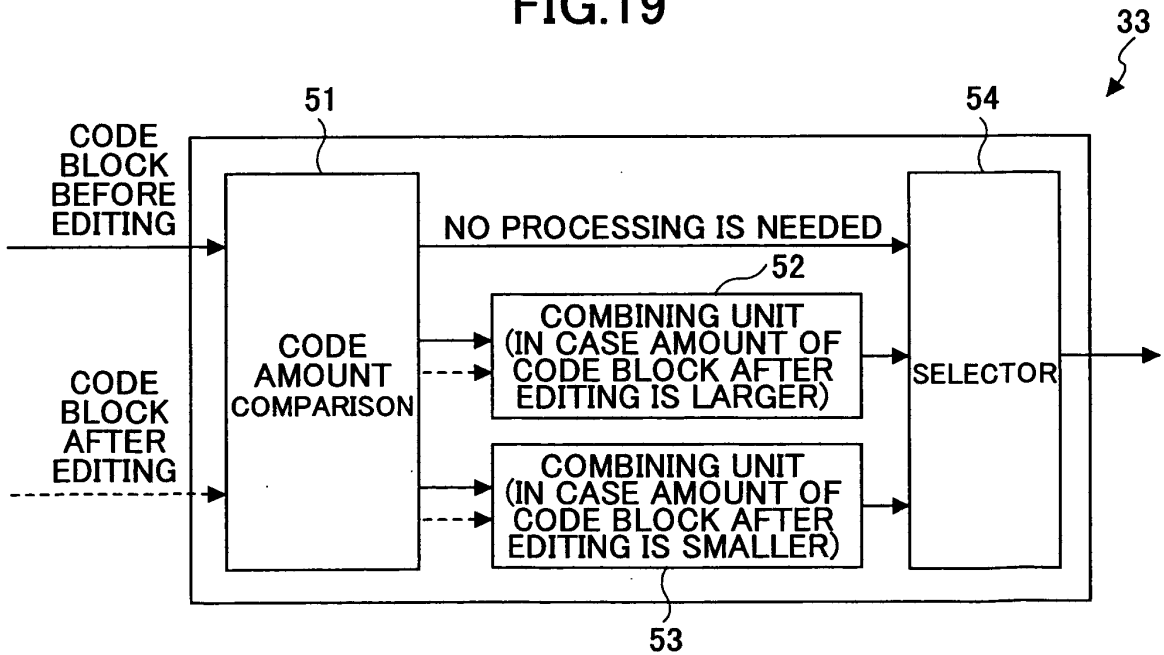 FIG.19
33
51
54
CODE
BLOCK
BEFORE
EDITING
NO PROCESSING IS NEEDED
52
COMBINING UNIT
(IN CASE AMOUNT OF
CODE BLOCK AFTER
EDITING IS LARGER)
CODE
AMOUNT
COMPARISON
SELECTOR
CODE
BLOCK
AFTER
EDITING
COMBINING UNIT
(IN CASE AMOUNT OF
CODE BLOCK AFTER
EDITING IS SMALLER)
53